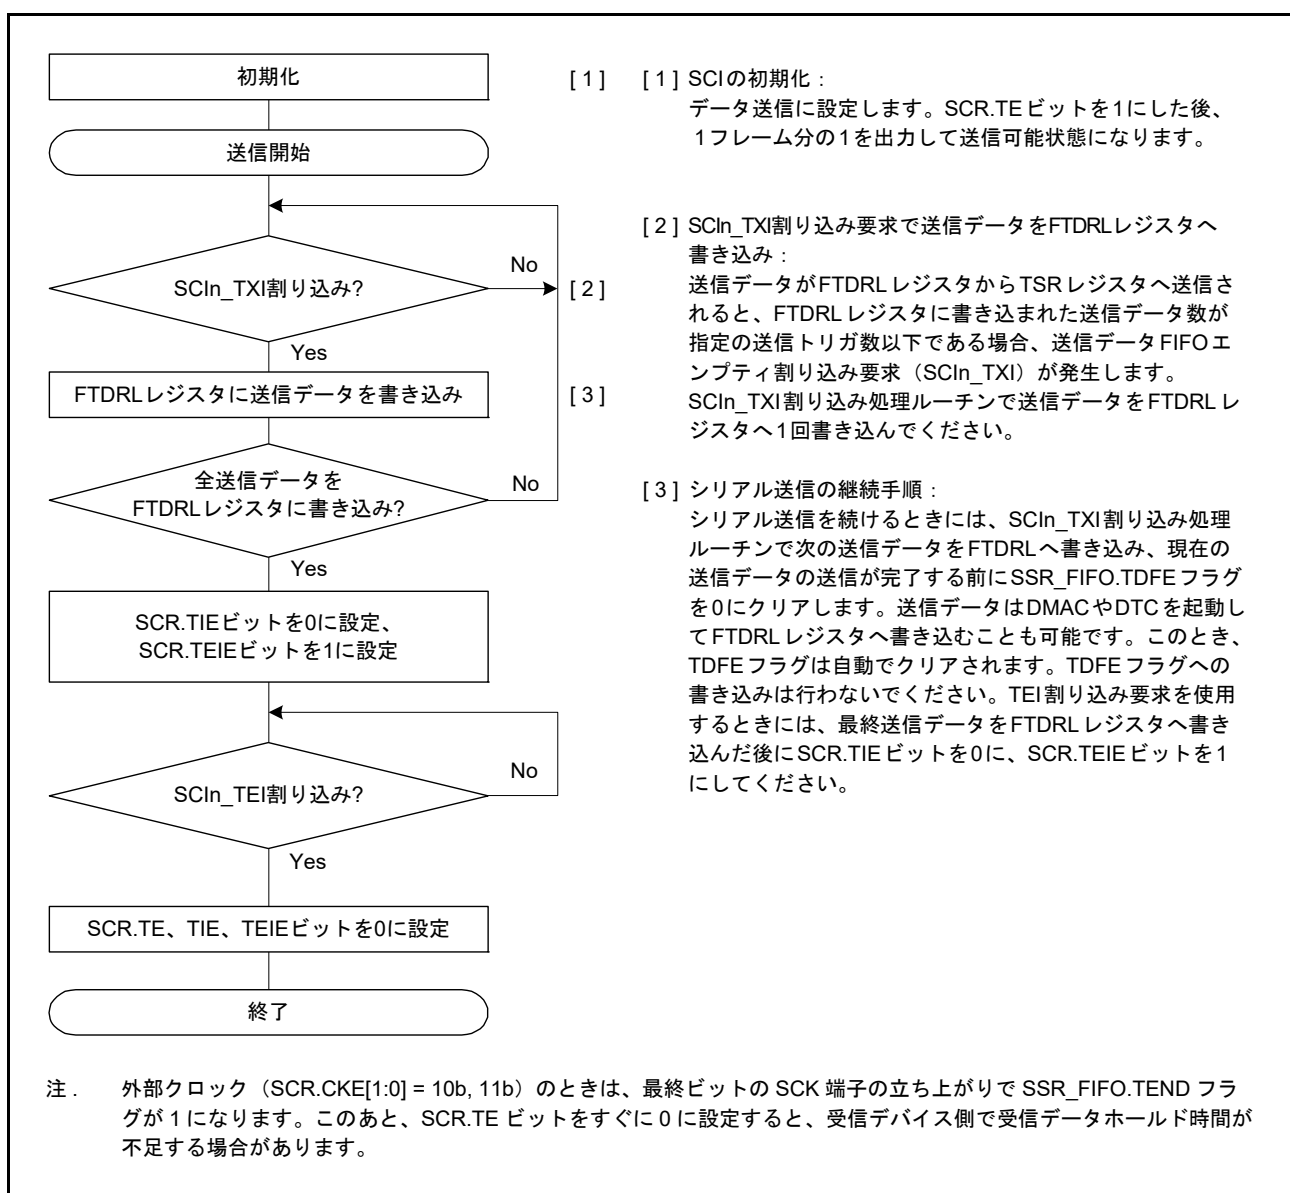 初期化
[ 1 ]
送信開始
SCIn_TXI割り込み?
No
[ 2 ]
Yes
FTDRLレジスタに送信データを書き込み
[ 3 ]
全送信データを
FTDRLレジスタに書き込み?
No
Yes
SCR.TIEビットを0に設定、
SCR.TEIEビットを1に設定
SCIn_TEI割り込み?
No
Yes
SCR.TE、TIE、TEIEビットを0に設定
終了
[ 1 ] SCIの初期化：
データ送信に設定します。SCR.TEビットを1にした後、
1フレーム分の1を出力して送信可能状態になります。
[ 2 ] SCIn_TXI割り込み要求で送信データをFTDRLレジスタへ
書き込み：
送信データがFTDRLレジスタからTSRレジスタへ送信さ
れると、FTDRLレジスタに書き込まれた送信データ数が
指定の送信トリガ数以下である場合、送信データFIFOエ
ンプティ割り込み要求（SCIn_TXI）が発生します。
SCIn_TXI割り込み処理ルーチンで送信データをFTDRLレ
ジスタへ1回書き込んでください。
[ 3 ] シリアル送信の継続手順：
シリアル送信を続けるときには、SCIn_TXI割り込み処理
ルーチンで次の送信データをFTDRLへ書き込み、現在の
送信データの送信が完了する前にSSR_FIFO.TDFEフラグ
を0にクリアします。送信データはDMACやDTCを起動し
てFTDRLレジスタへ書き込むことも可能です。このとき、
TDFEフラグは自動でクリアされます。TDFEフラグへの
書き込みは行わないでください。TEI割り込み要求を使用
するときには、最終送信データをFTDRLレジスタへ書き
込んだ後にSCR.TIEビットを0に、SCR.TEIEビットを1
にしてください。
注 . 外部クロック（SCR.CKE[1:0] = 10b, 11b）のときは、最終ビットの SCK 端子の立ち上がりで SSR_FIFO.TEND フラ
グが 1 になります。このあと、SCR.TE ビットをすぐに 0 に設定すると、受信デバイス側で受信データホールド時間が
不足する場合があります。